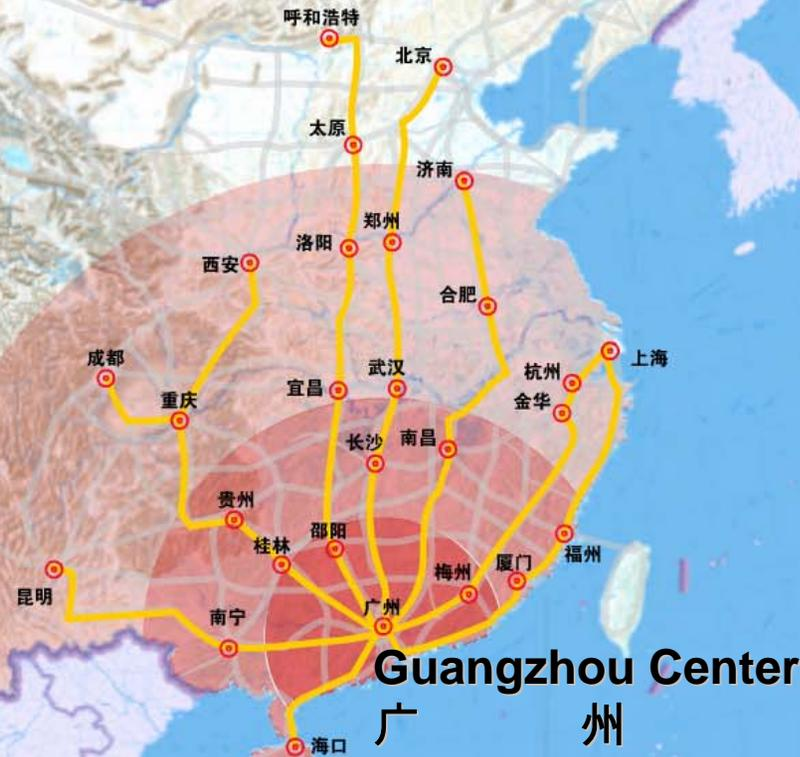 呼和浩特
北京
太原
济南
郑州
洛阳
西安
合肥
成都
上海
武汉
杭州
宜昌
重庆
金华
长沙
南昌
贵州
邵阳
桂林
福州
厦门
梅州
昆明
广州
南宁
Guangzhou Center
广 州
海口